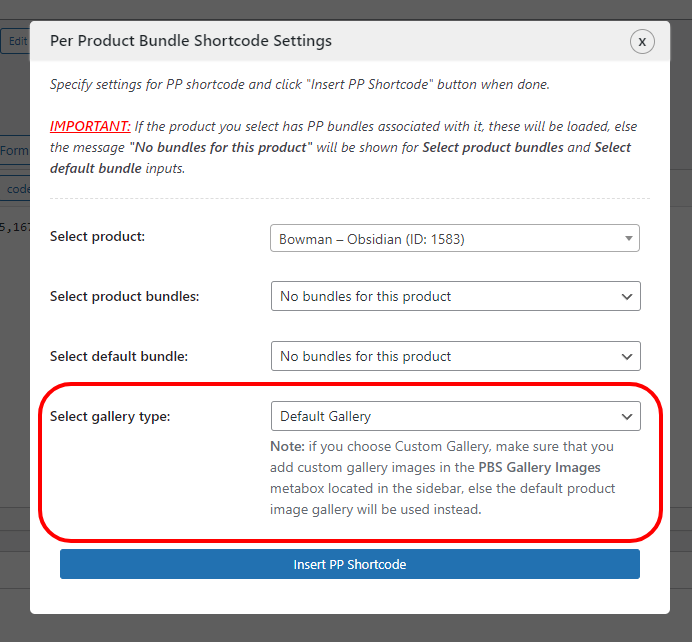 Edit
Per Product Bundle Shortcode Settings
X
Specify settings for PP shortcode and click "Insert PP Shortcode" button when done.
IMPORTANT: If the product you select has PP bundles associated with it, these will be loaded, else
the message "No bundles for this product" will be shown for Select product bundles and Select
default bundle inputs.
Form
code
5,167
Select product:
Bowman – Obsidian (ID: 1583)
Select product bundles:
No bundles for this product
Select default bundle:
No bundles for this product
Select gallery type:
Default Gallery
Note: if you choose Custom Gallery, make sure that you
add custom gallery images in the PBS Gallery Images
metabox located in the sidebar, else the default product
image gallery will be used instead.
Insert PP Shortcode